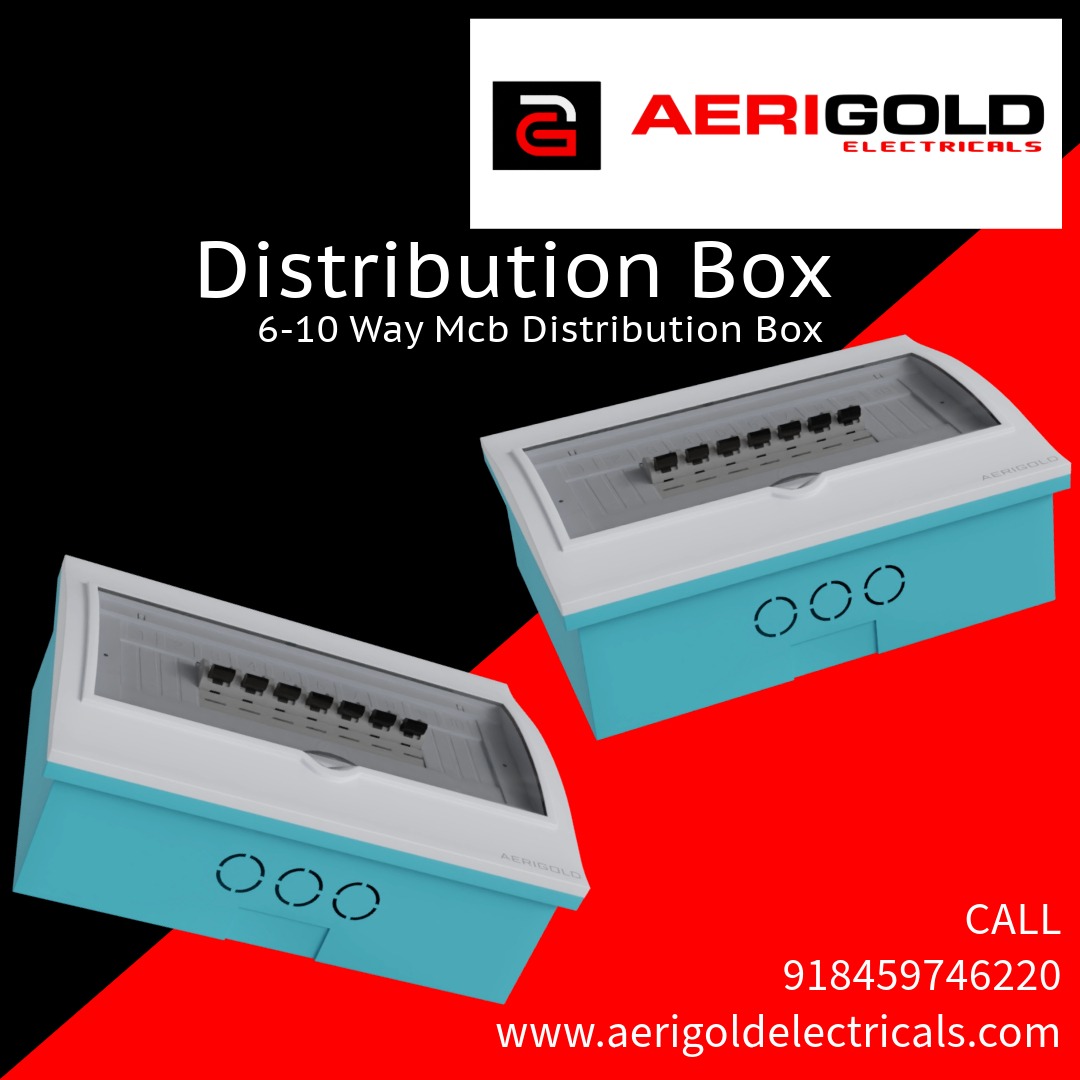 AERIGOLD
ELECTRICALS
Distribution Box
6-10 Way Mcb Distribution Box
AERIGOLD
AERIGOLD
CALL
918459746220
www.aerigoldelectricals.com